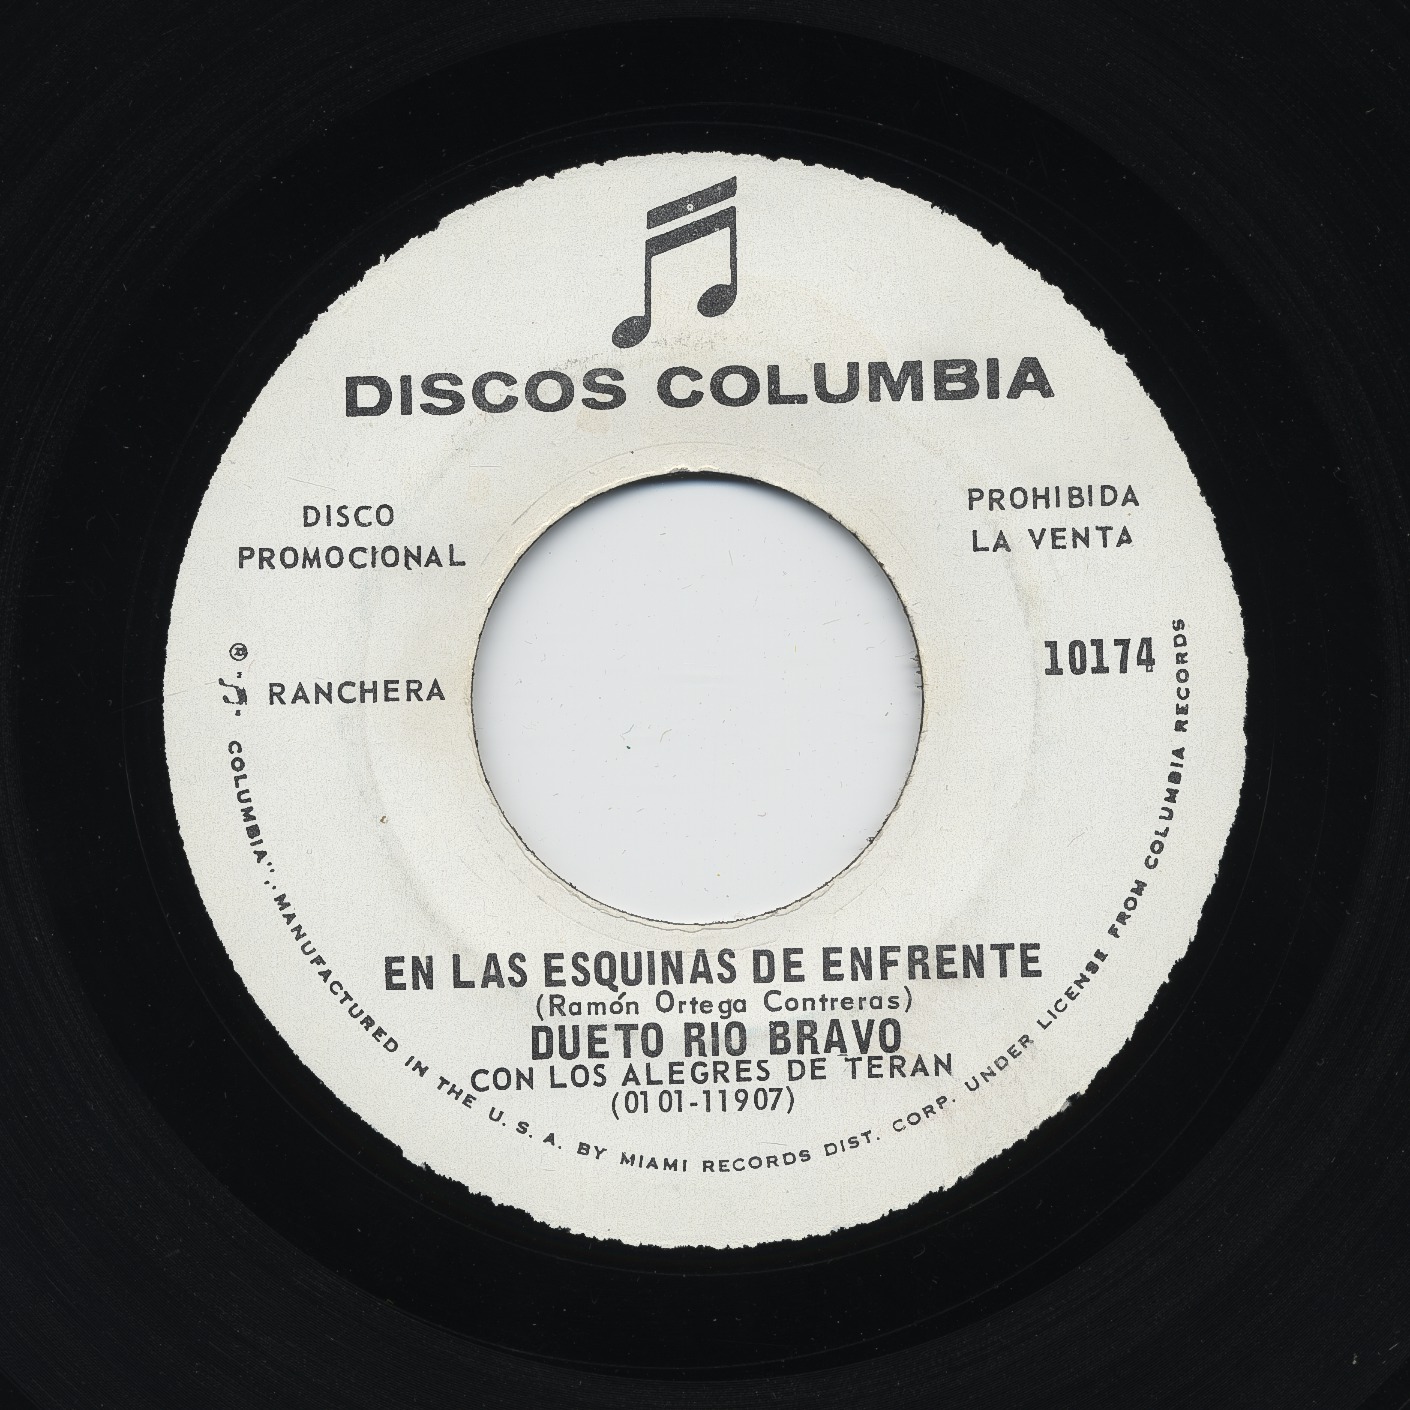 DISCOS COLUMBIA
DISCO
PROMOCIONAL
PROHIBIDA
LA VENTA
10174
RANCHERA
EN LAS ESQUINAS DE ENFRENTE
(Ramón Ortega Contreras)
DUETO RIO BRAVO
CON LOS ALEGRES DE TERAN
(0101-11907)
® "♫" COLUMBIA", MANUFACTURED IN THE U. S. A. BY MIAMI RECORDS DIST. CORP. UNDER LICENSE FROM COLUMBIA RECORDS